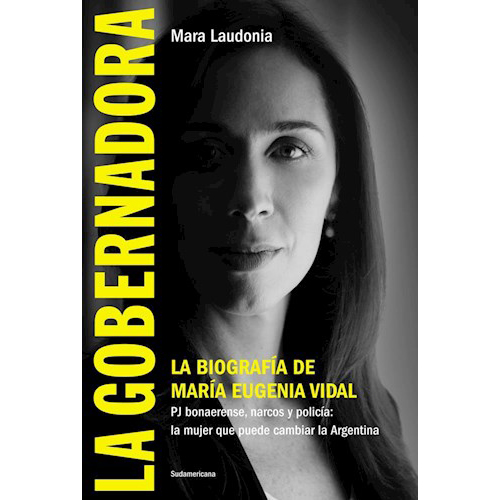 LA GOBERNADORA
Mara Laudonia
LA BIOGRAFÍA DE
MARÍA EUGENIA VIDAL
PJ bonaerense, narcos y policía:
la mujer que puede cambiar la Argentina
Sudamericana